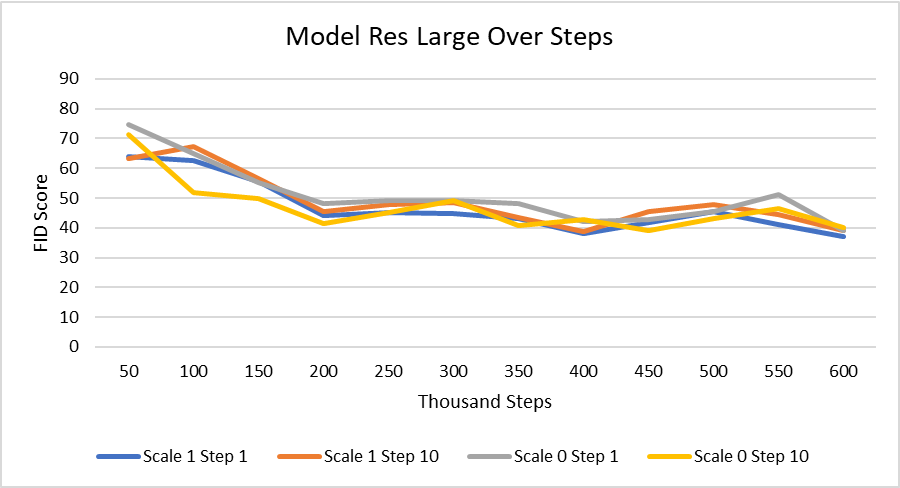 Model Res Large Over Steps
90
80
70
60
50
40
30
20
10
0
FID Score
50 100 150 200 250 300 350 400 450 500 550 600
Thousand Steps
Scale 1 Step 1 Scale 1 Step 10 Scale 0 Step 1 Scale 0 Step 10